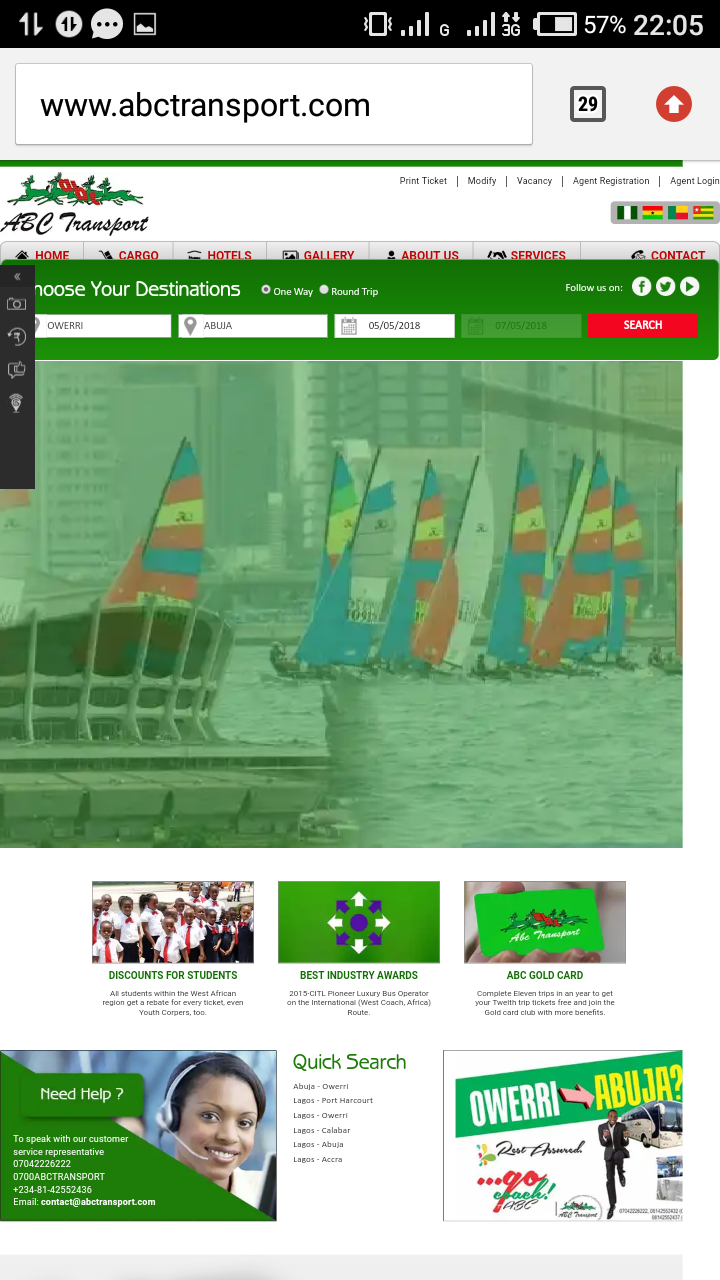 G
3G
57% 22:05
www.abctransport.com
29
Print Ticket | Modify | Vacancy | Agent Registration | Agent Login
abc
ABC Transport
HOME CARGO HOTELS GALLERY ABOUT US SERVICES CONTACT
hoose Your Destinations
One Way Round Trip
Follow us on:
OWERRI ABUJA 05/05/2018 07/05/2018 SEARCH
DISCOUNTS FOR STUDENTS
All students within the West African
region get a rebate for every ticket, even
Youth Corpers, too.
BEST INDUSTRY AWARDS
2015-CITL Pioneer Luxury Bus Operator
on the International (West Coach, Africa)
Route.
Abc Transport
ABC GOLD CARD
Complete Eleven trips in an year to get
your Twelth trip tickets free and join the
Gold card club with more benefits.
Need Help ?
To speak with our customer
service representative
07042226222
0700ABCTRANSPORT
+234-81-42552436
Email: contact@abctransport.com
Quick Search
Abuja - Owerri
Lagos - Port Harcourt
Lagos - Owerri
Lagos - Calabar
Lagos - Abuja
Lagos - Accra
OWERRI ABUJA?
Rest Assured,
...go
coach!
ABC
ABC Transport